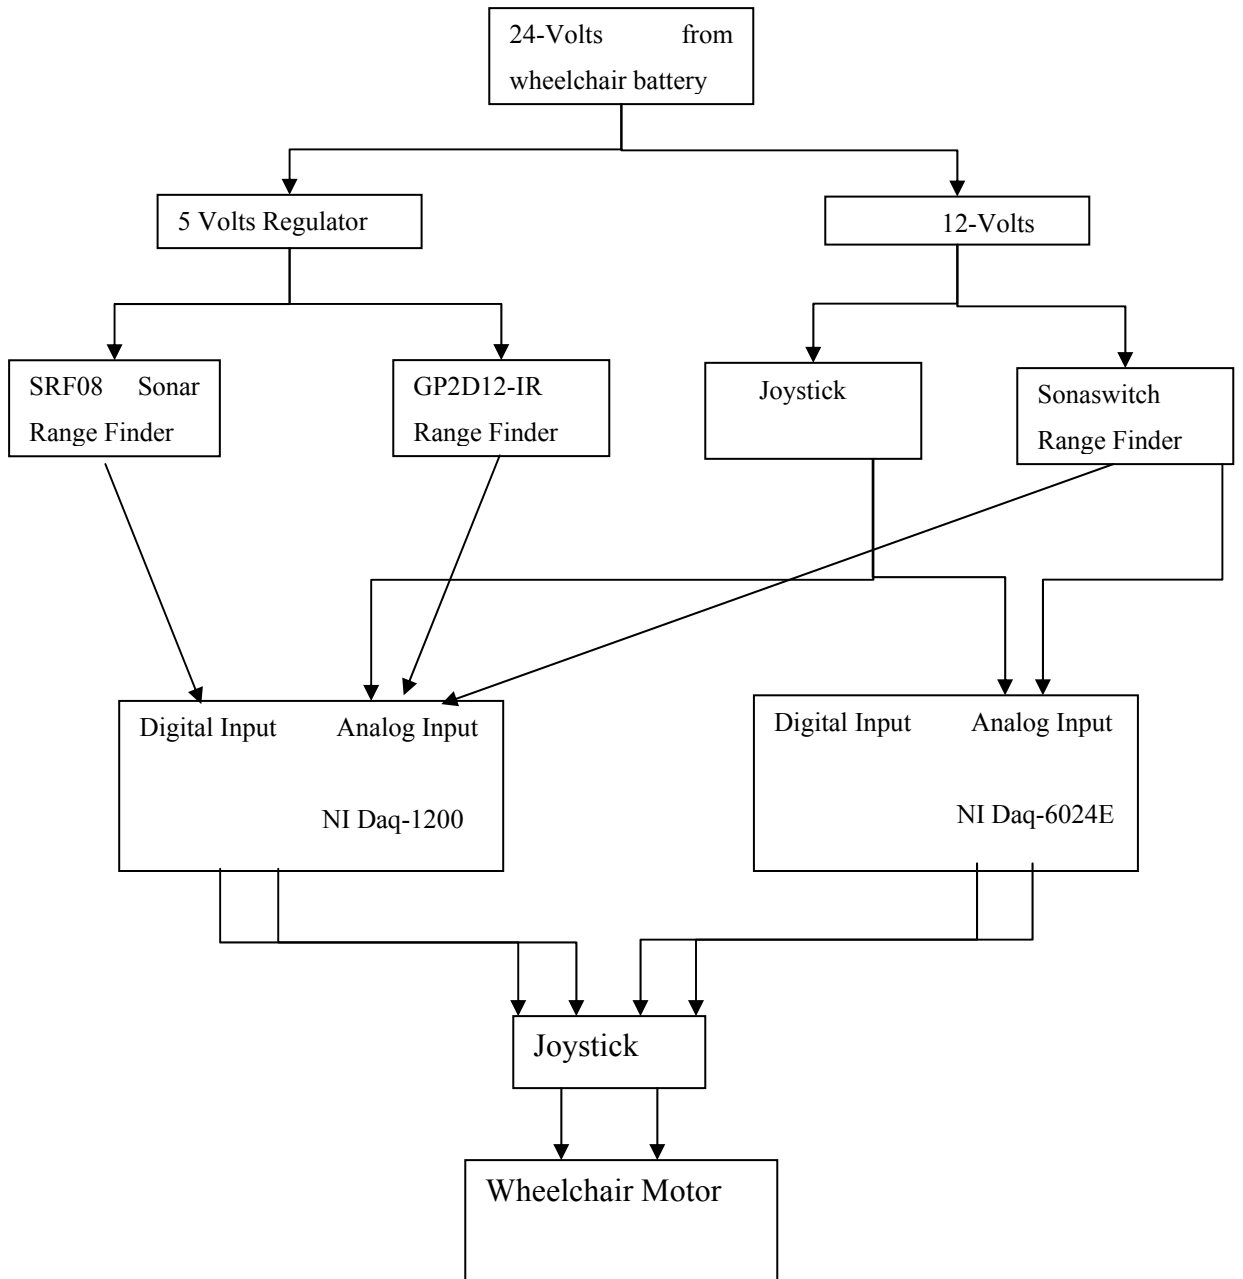 24-Volts from
wheelchair battery
5 Volts Regulator
12-Volts
SRF08 Sonar
Range Finder
GP2D12-IR
Range Finder
Joystick
Sonaswitch
Range Finder
Digital Input Analog Input
NI Daq-1200
Digital Input Analog Input
NI Daq-6024E
Joystick
Wheelchair Motor